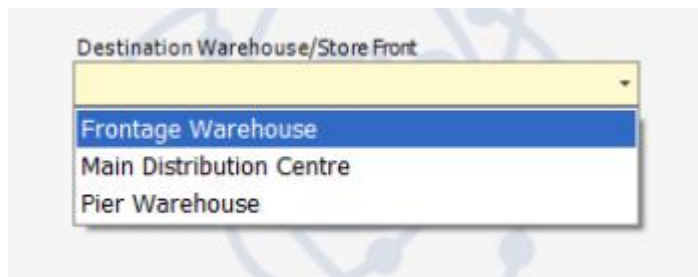 Destination Warehouse/Store Front
Frontage Warehouse
Main Distribution Centre
Pier Warehouse